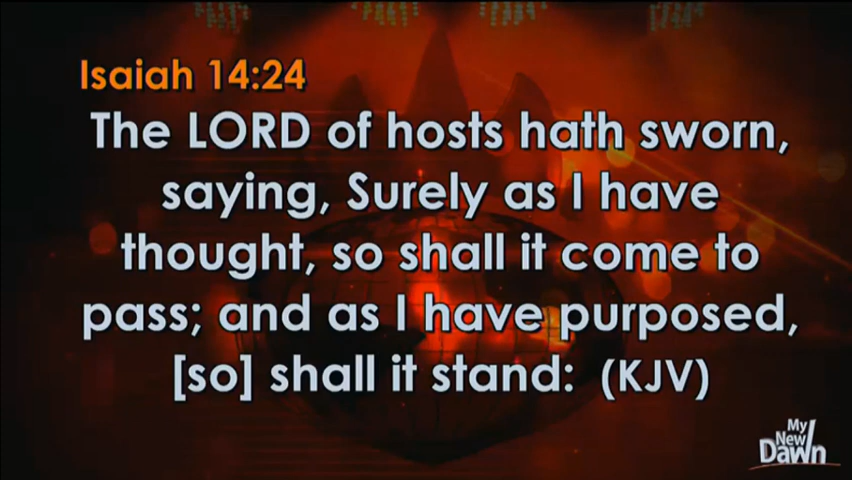 Isaiah 14:24
The LORD of hosts hath sworn,
saying, Surely as I have
thought, so shall it come to
pass; and as I have purposed,
[so] shall it stand:  (KJV)
My
New
Dawn